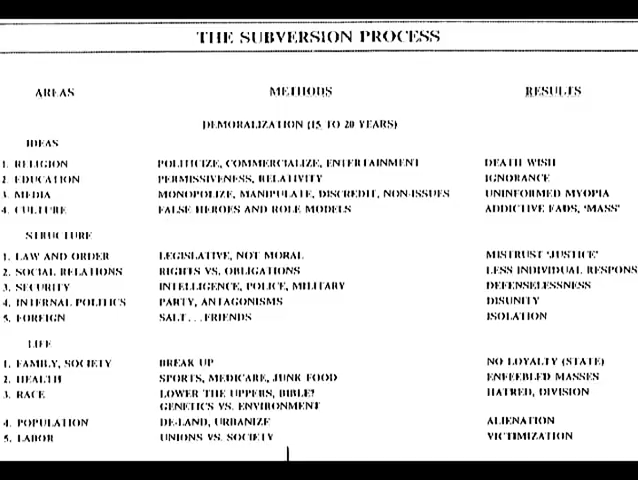 THE SUBVERSION PROCESS
AREAS METHODS RESULTS
DEMORALIZATION (15 TO 20 YEARS)
IDEAS
1. RELIGION POLITICIZE, COMMERCIALIZE, ENTERTAINMENT DEATH WISH
2. EDUCATION PERMISSIVENESS, RELATIVITY IGNORANCE
3. MEDIA MONOPOLIZE, MANIPULATE, DISCREDIT, NON-ISSUES UNINFORMED MYOPIA
4. CULTURE FALSE HEROES AND ROLE MODELS ADDICTIVE FADS, 'MASS'
STRUCTURE
1. LAW AND ORDER LEGISLATIVE, NOT MORAL MISTRUST 'JUSTICE'
2. SOCIAL RELATIONS RIGHTS VS. OBLIGATIONS LESS INDIVIDUAL RESPONS
3. SECURITY INTELLIGENCE, POLICE, MILITARY DEFENSELESSNESS
4. INTERNAL POLITICS PARTY, ANTAGONISMS DISUNITY
5. FOREIGN SALT...FRIENDS ISOLATION
LIFE
1. FAMILY, SOCIETY BREAK UP NO LOYALTY (STATE)
2. HEALTH SPORTS, MEDICARE, JUNK FOOD ENFEEBLED MASSES
3. RACE LOWER THE UPPERS, BIBLE? HATRED, DIVISION
GENETICS VS. ENVIRONMENT
4. POPULATION DE-LAND, URBANIZE ALIENATION
5. LABOR UNIONS VS. SOCIETY VICTIMIZATION